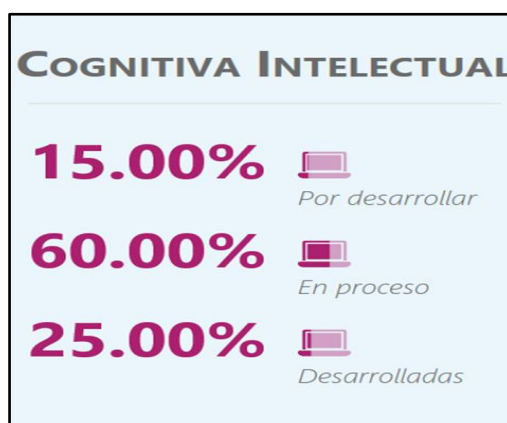 COGNITIVA INTELECTUAL
15.00%
Por desarrollar
60.00%
En proceso
25.00%
Desarrolladas